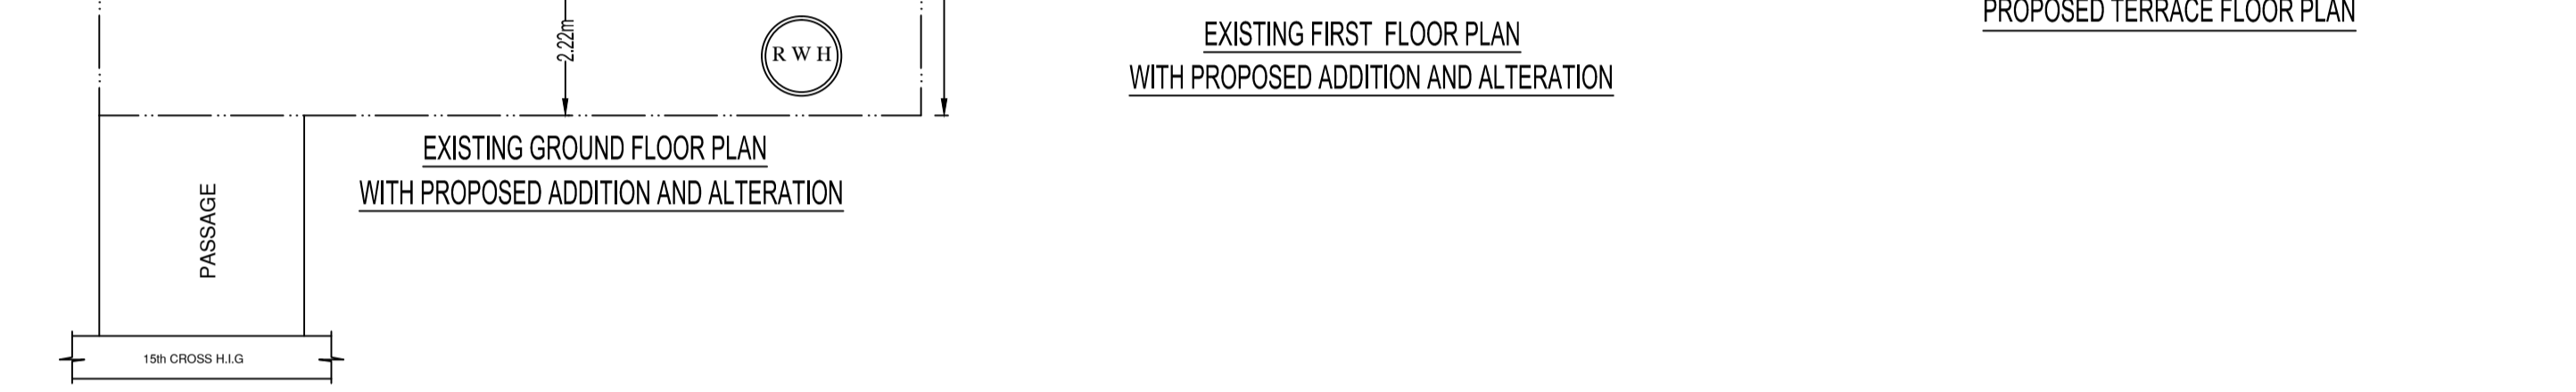 2.22m
R W H
EXISTING GROUND FLOOR PLAN
WITH PROPOSED ADDITION AND ALTERATION
PASSAGE
15th CROSS H.I.G
EXISTING FIRST FLOOR PLAN
WITH PROPOSED ADDITION AND ALTERATION
PROPOSED TERRACE FLOOR PLAN